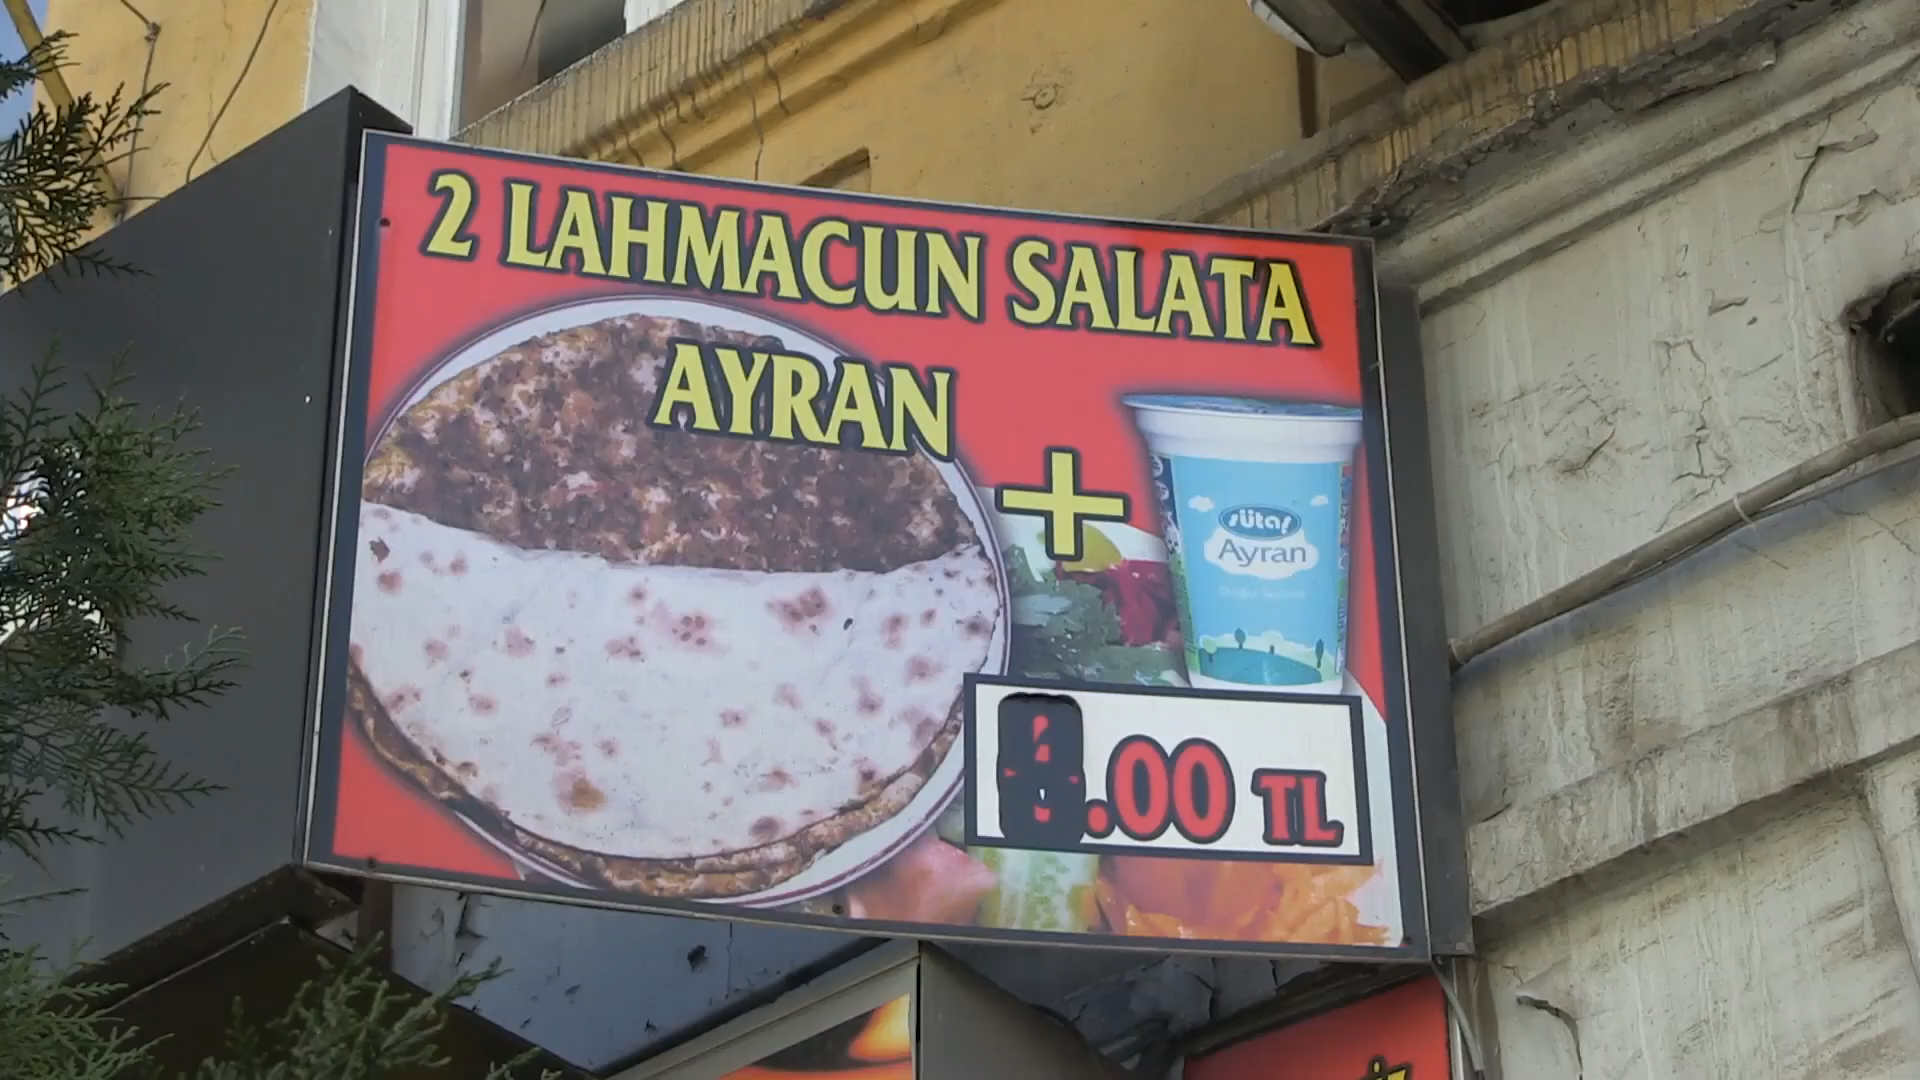 2 LAHMACUN SALATA
AYRAN
+
sütaş
Ayran
.00 TL